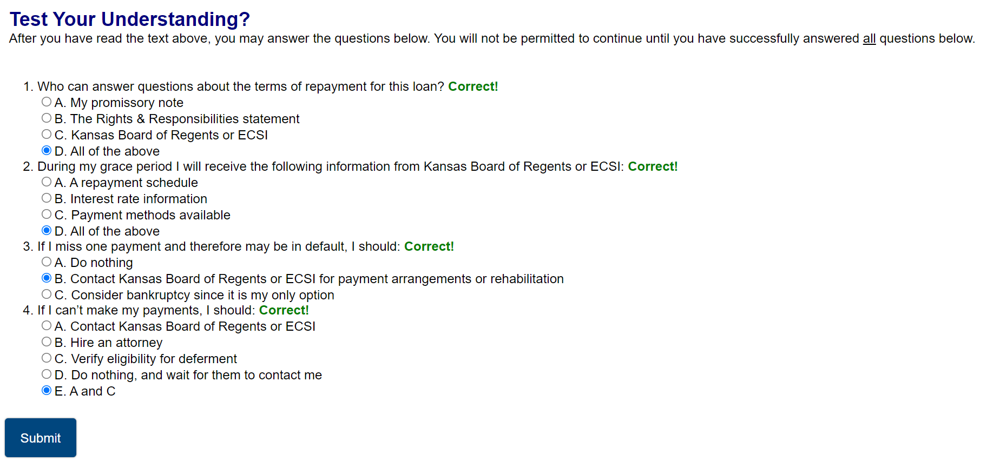 Test Your Understanding?
After you have read the text above, you may answer the questions below. You will not be permitted to continue until you have successfully answered all questions below.
1. Who can answer questions about the terms of repayment for this loan? Correct!
A. My promissory note
B. The Rights & Responsibilities statement
C. Kansas Board of Regents or ECSI
D. All of the above
2. During my grace period I will receive the following information from Kansas Board of Regents or ECSI: Correct!
A. A repayment schedule
B. Interest rate information
C. Payment methods available
D. All of the above
3. If I miss one payment and therefore may be in default, I should: Correct!
A. Do nothing
B. Contact Kansas Board of Regents or ECSI for payment arrangements or rehabilitation
C. Consider bankruptcy since it is my only option
4. If I can’t make my payments, I should: Correct!
A. Contact Kansas Board of Regents or ECSI
B. Hire an attorney
C. Verify eligibility for deferment
D. Do nothing, and wait for them to contact me
E. A and C
Submit